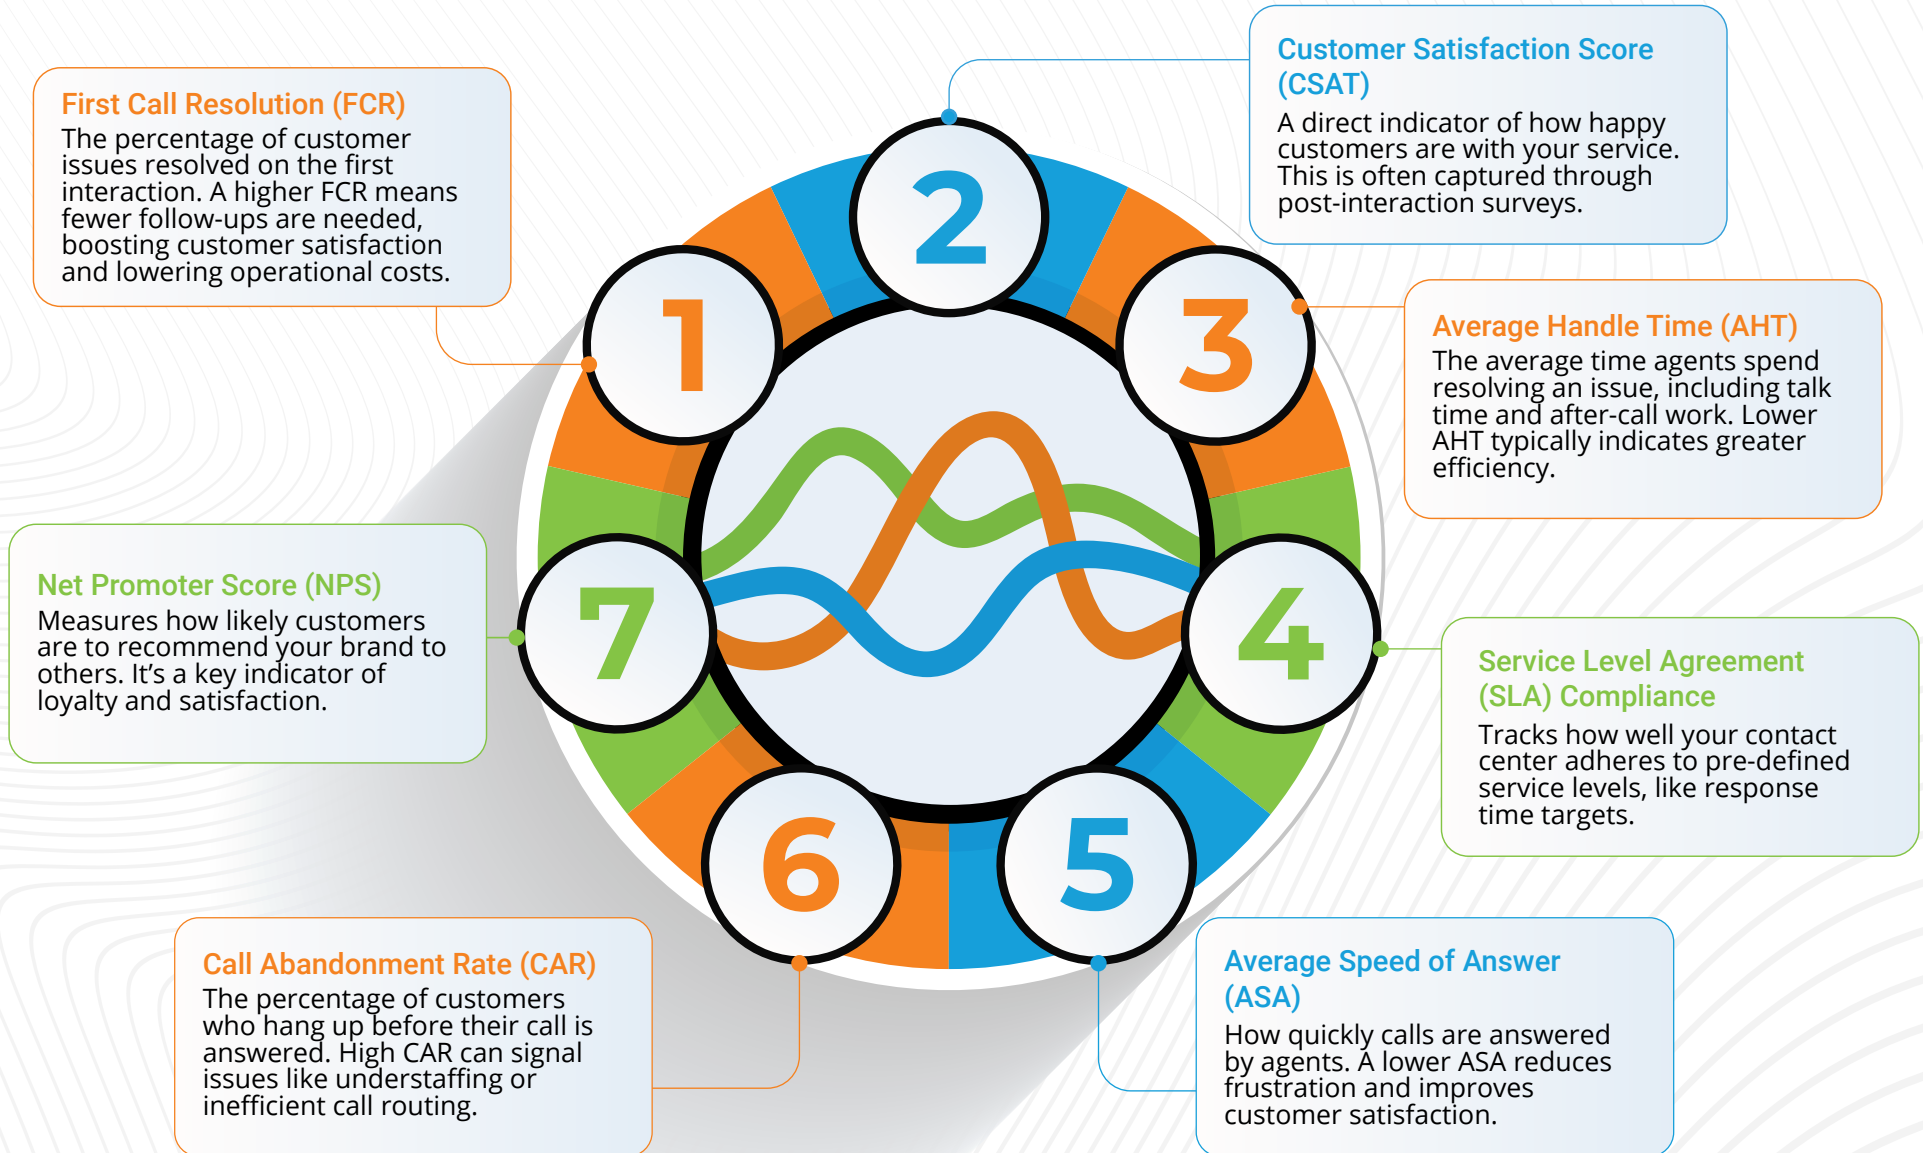 First Call Resolution (FCR)
The percentage of customer
issues resolved on the first
interaction. A higher FCR means
fewer follow-ups are needed,
boosting customer satisfaction
and lowering operational costs.
1
Customer Satisfaction Score
(CSAT)
A direct indicator of how happy
customers are with your service.
This is often captured through
post-interaction surveys.
2
Average Handle Time (AHT)
The average time agents spend
resolving an issue, including talk
time and after-call work. Lower
AHT typically indicates greater
efficiency.
3
Service Level Agreement
(SLA) Compliance
Tracks how well your contact
center adheres to pre-defined
service levels, like response
time targets.
4
Average Speed of Answer
(ASA)
How quickly calls are answered
by agents. A lower ASA reduces
frustration and improves
customer satisfaction.
5
Call Abandonment Rate (CAR)
The percentage of customers
who hang up before their call is
answered. High CAR can signal
issues like understaffing or
inefficient call routing.
6
Net Promoter Score (NPS)
Measures how likely customers
are to recommend your brand to
others. It’s a key indicator of
loyalty and satisfaction.
7